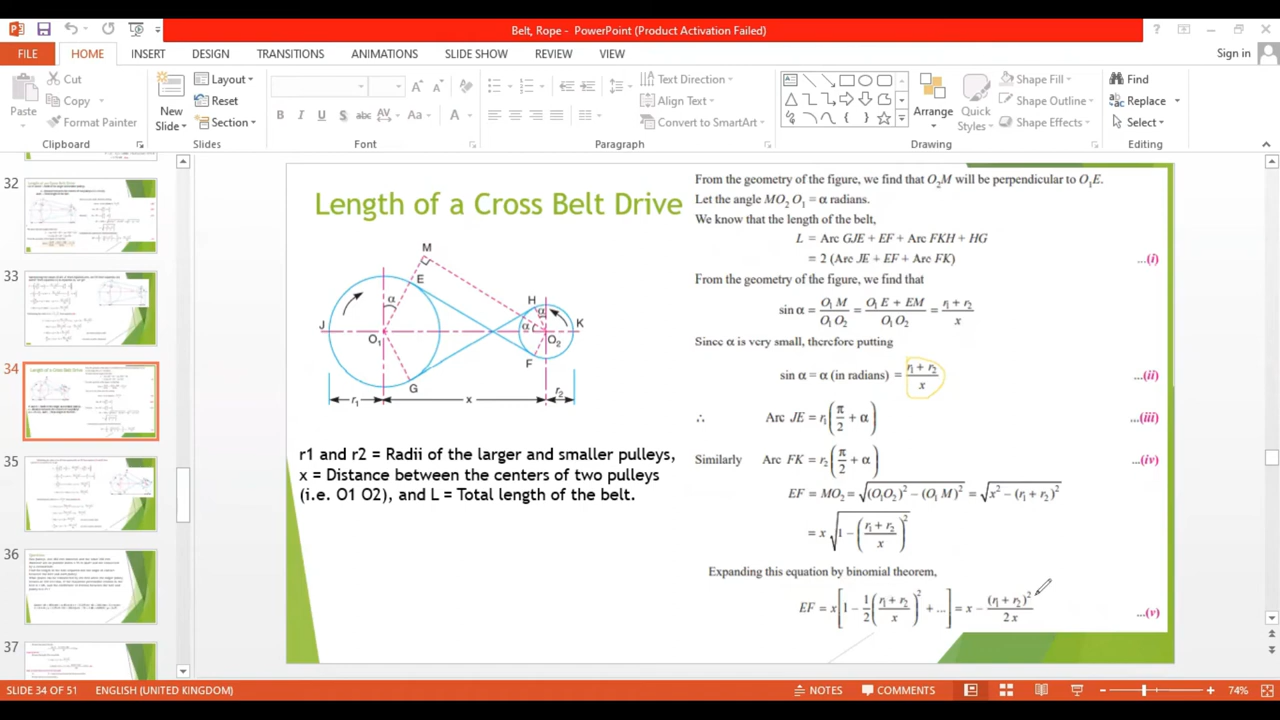 Belt, Rope - PowerPoint (Product Activation Failed)
FILE HOME INSERT DESIGN TRANSITIONS ANIMATIONS SLIDE SHOW REVIEW VIEW Sign in
Cut
Copy
Format Painter
Paste
Clipboard
New
Slide
Layout
Reset
Section
Slides
B I U S abc AV Aa A
Font
Text Direction
Align Text
Convert to SmartArt
Paragraph
Arrange
Quick
Styles
Shape Fill
Shape Outline
Shape Effects
Drawing
Find
Replace
Select
Editing
32
33
34
35
36
37
Length of a Cross Belt Drive
M
E
H
α
α
α
J
K
O₁
O₂
F
G
r₁
x
r₂
r1 and r2 = Radii of the larger and smaller pulleys,
x = Distance between the centers of two pulleys
(i.e. O1 O2), and L = Total length of the belt.
From the geometry of the figure, we find that O₂M will be perpendicular to O₁E.
Let the angle MO₂ O₁ = α radians.
We know that the length of the belt,
L = Arc GJE + EF + Arc FKH + HG
= 2 (Arc JE + EF + Arc FK) ...(i)
From the geometry of the figure, we find that
sin α = O₁ M / O₁ O₂ = (O₁ E + EM) / O₁ O₂ = (r₁ + r₂) / x
Since α is very small, therefore putting
sin α = α (in radians) = (r₁ + r₂) / x ...(ii)
∴ Arc JE = r₁(π/2 + α) ...(iii)
Similarly Arc FK = r₂(π/2 + α) ...(iv)
EF = MO₂ = √((O₁O₂)² − (O₁ M)²) = √(x² − (r₁ + r₂)²)
= x √(1 − ((r₁ + r₂) / x)²)
Expanding this equation by binomial theorem,
EF = x[1 − 1/2((r₁ + r₂) / x)² + ...] = x − (r₁ + r₂)² / 2 x ...(v)
SLIDE 34 OF 51 ENGLISH (UNITED KINGDOM) NOTES COMMENTS 74%